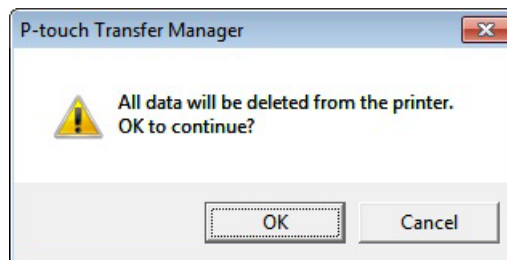 P-touch Transfer Manager
All data will be deleted from the printer.
OK to continue?
OK
Cancel